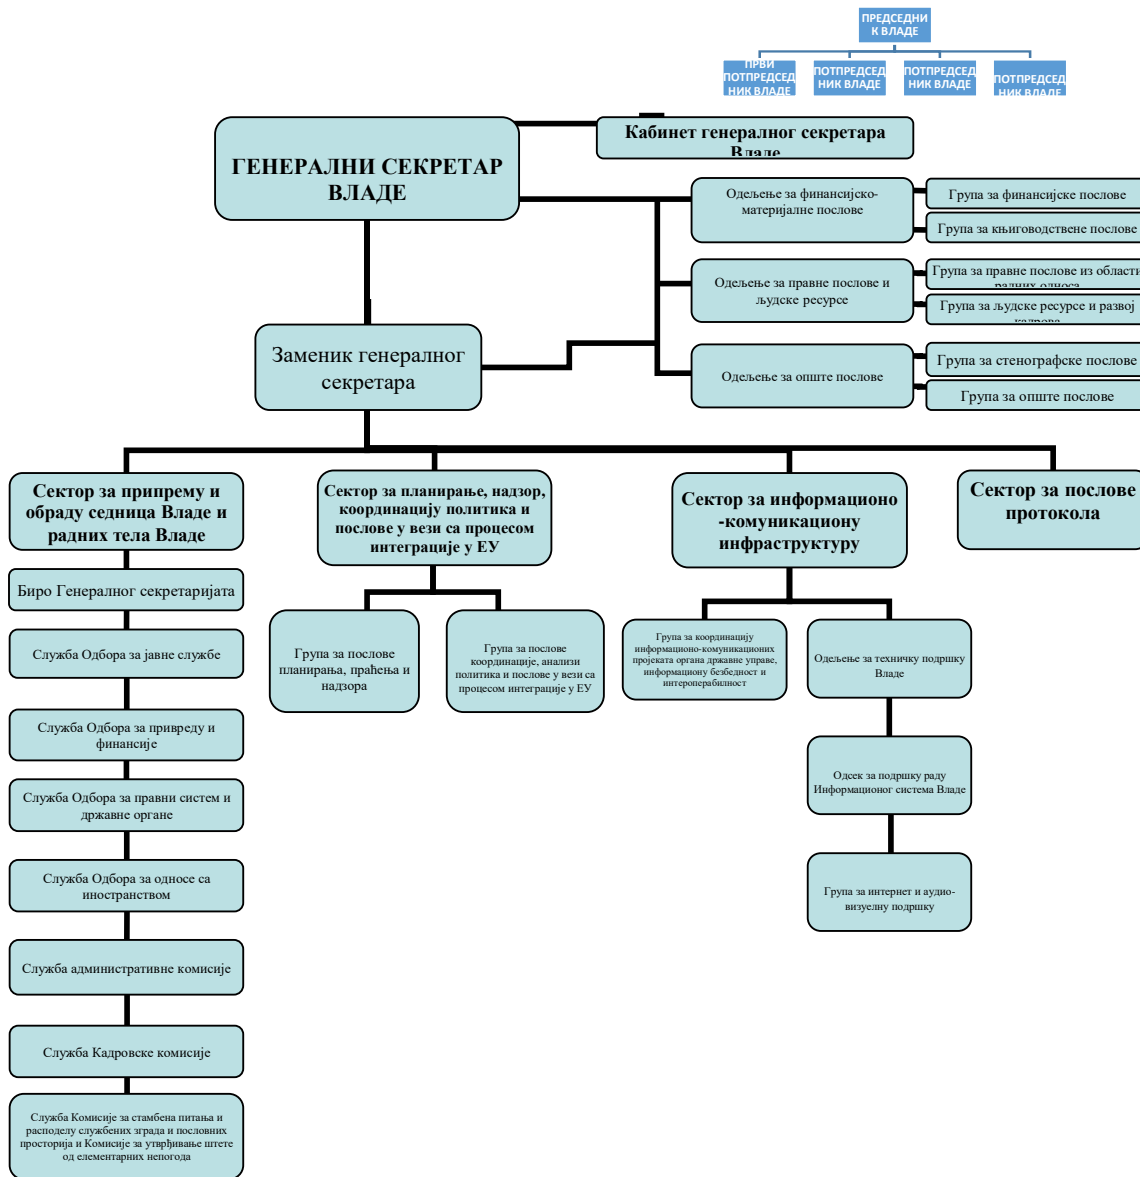 ПРЕДСЕДНИ
К ВЛАДЕ
ПРВИ
ПОТПРЕДСЕД
НИК ВЛАДЕ
ПОТПРЕДСЕД
НИК ВЛАДЕ
ПОТПРЕДСЕД
НИК ВЛАДЕ
ПОТПРЕДСЕД
НИК ВЛАДЕ
Кабинет генералног секретара
Владе
ГЕНЕРАЛНИ СЕКРЕТАР
ВЛАДЕ
Одељење за финансијско-
материјалне послове
Група за финансијске послове
Група за књиговодствене послове
Одељење за правне послове и
људске ресурсе
Група за правне послове из области
радних односа
Група за људске ресурсе и развој
кадрова
Заменик генералног
секретара
Одељење за опште послове
Група за стенографске послове
Група за опште послове
Сектор за припрему и
обраду седница Владе и
радних тела Владе
Биро Генералног секретаријата
Служба Одбора за јавне службе
Служба Одбора за привреду и
финансије
Служба Одбора за правни систем и
државне органе
Служба Одбора за односе са
иностранством
Служба административне комисије
Служба Кадровске комисије
Служба Комисије за стамбена питања и
расподелу службених зграда и пословних
просторија и Комисије за утврђивање штете
од елементарних непогода
Сектор за планирање, надзор,
координацију политика и
послове у вези са процесом
интеграције у ЕУ
Група за послове
планирања, праћења и
надзора
Група за послове
координације, анализи
политика и послове у вези са
процесом интеграције у ЕУ
Сектор за информационо
-комуникациону
инфраструктуру
Група за координацију
информационо-комуникационих
пројеката органа државне управе,
информациону безбедност и
интероперабилност
Одељење за техничку подршку
Владе
Одсек за подршку раду
Информационог система Владе
Група за интернет и аудио-
визуелну подршку
Сектор за послове
протокола